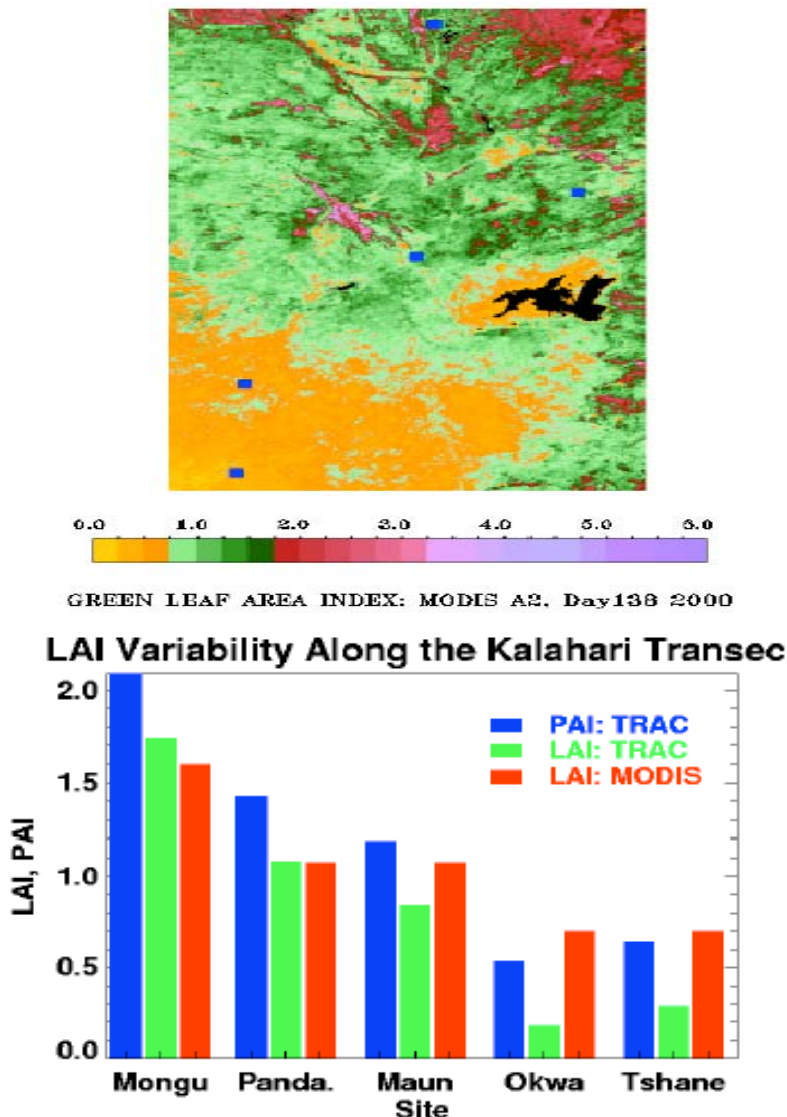 0.0 1.0 2.0 3.0 4.0 5.0 6.0
GREEN LEAF AREA INDEX: MODIS A2, Day138 2000
LAI Variability Along the Kalahari Transec
2.0
1.5
1.0
0.5
0.0
LAI, PAI
PAI: TRAC
LAI: TRAC
LAI: MODIS
Mongu Panda. Maun Okwa Tshane
Site